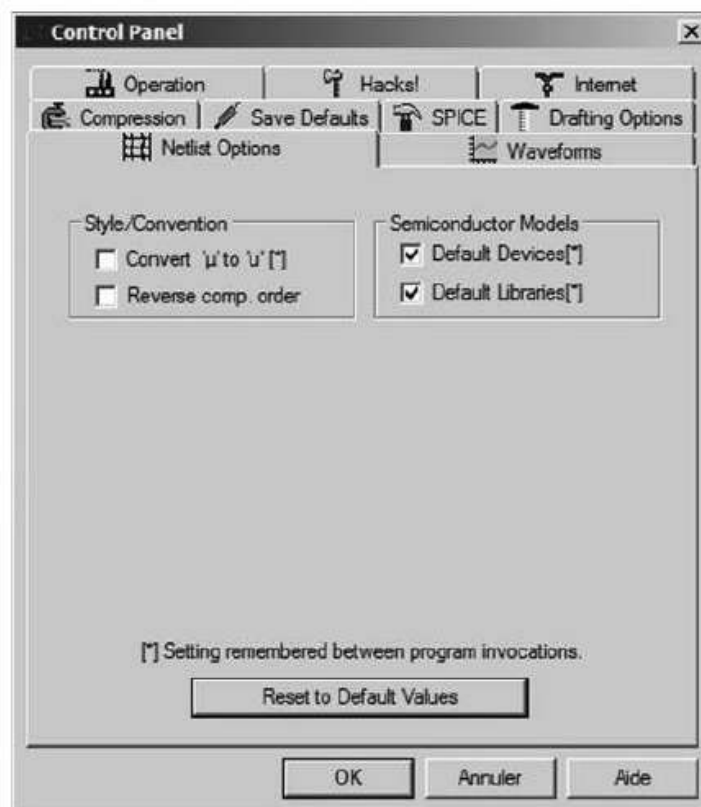 Control Panel
Operation Hacks! Internet
Compression Save Defaults SPICE Drafting Options
Netlist Options Waveforms
Style/Convention Semiconductor Models
Convert 'µ' to 'u' [*] Default Devices[*]
Reverse comp. order Default Libraries[*]
[*] Setting remembered between program invocations.
Reset to Default Values
OK Annuler Aide